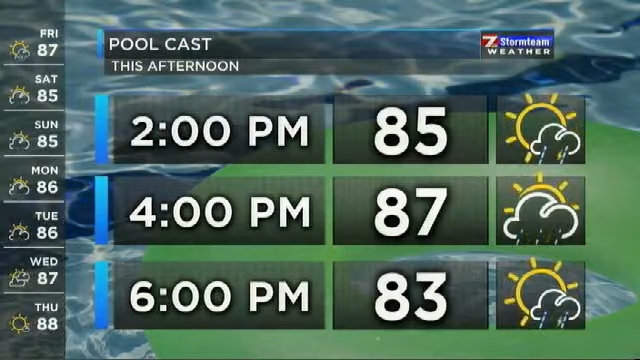 FRI
87
SAT
85
SUN
85
MON
86
TUE
86
WED
87
THU
88
POOL CAST
THIS AFTERNOON
7 Stormteam
WEATHER
2:00 PM 85
4:00 PM 87
6:00 PM 83